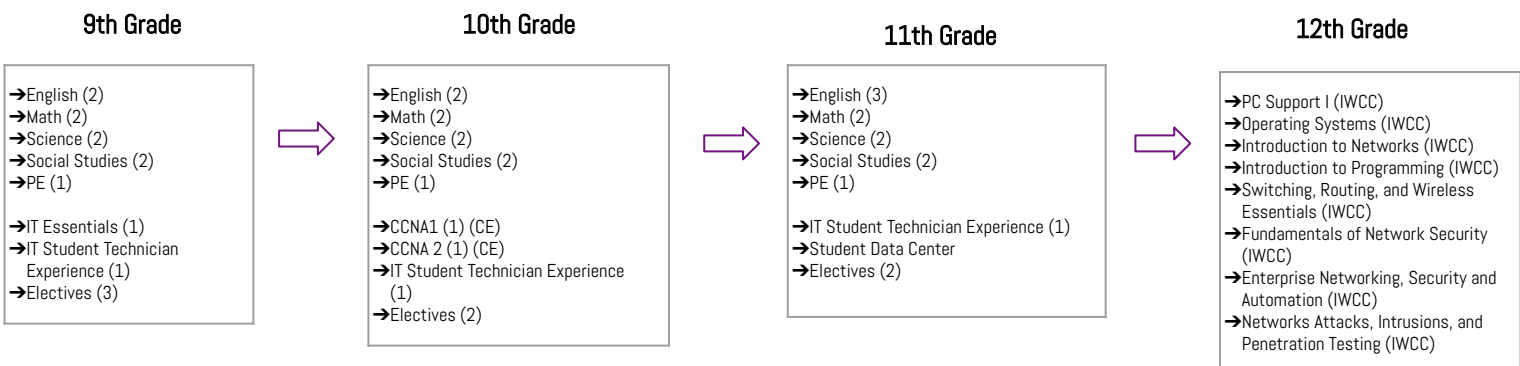 9th Grade
➔English (2)
➔Math (2)
➔Science (2)
➔Social Studies (2)
➔PE (1)
➔IT Essentials (1)
➔IT Student Technician
Experience (1)
➔Electives (3)
10th Grade
➔English (2)
➔Math (2)
➔Science (2)
➔Social Studies (2)
➔PE (1)
➔CCNA1 (1) (CE)
➔CCNA 2 (1) (CE)
➔IT Student Technician Experience
(1)
➔Electives (2)
11th Grade
➔English (3)
➔Math (2)
➔Science (2)
➔Social Studies (2)
➔PE (1)
➔IT Student Technician Experience (1)
➔Student Data Center
➔Electives (2)
12th Grade
➔PC Support I (IWCC)
➔Operating Systems (IWCC)
➔Introduction to Networks (IWCC)
➔Introduction to Programming (IWCC)
➔Switching, Routing, and Wireless
Essentials (IWCC)
➔Fundamentals of Network Security
(IWCC)
➔Enterprise Networking, Security and
Automation (IWCC)
➔Networks Attacks, Intrusions, and
Penetration Testing (IWCC)